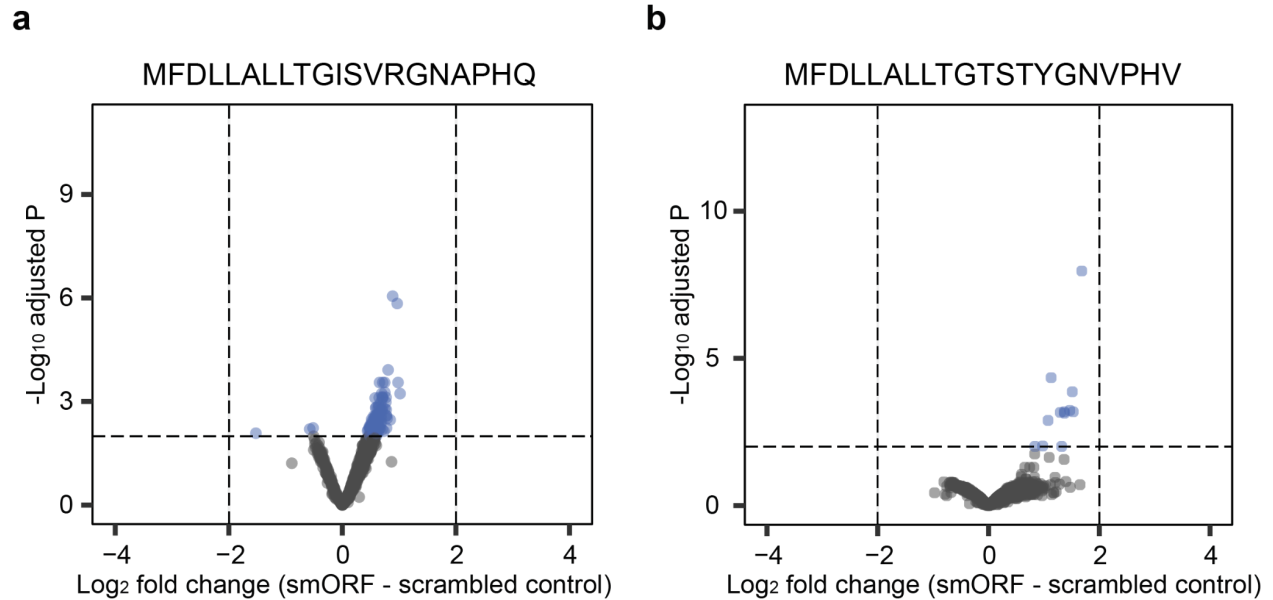 a
MFDLLALLTGISVRGNAPHQ
-Log10 adjusted P
9
6
3
0
−4 −2 0 2 4
Log2 fold change (smORF - scrambled control)
b
MFDLLALLTGTSTYGNVPHV
-Log10 adjusted P
10
5
0
−4 −2 0 2 4
Log2 fold change (smORF - scrambled control)